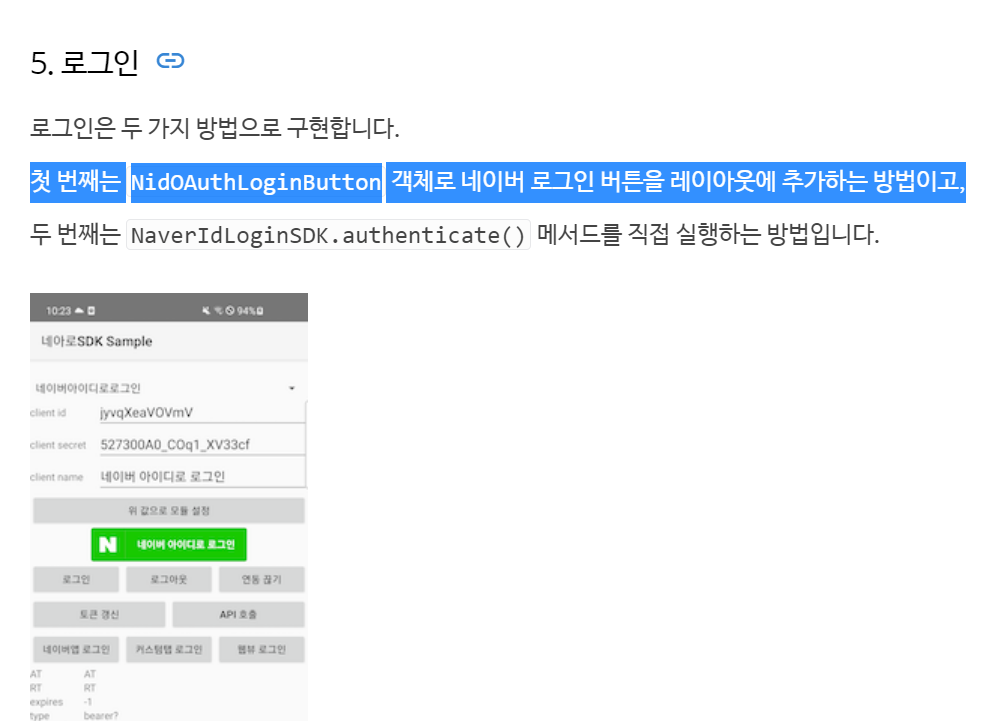 5. 로그인
로그인은 두 가지 방법으로 구현합니다.
첫 번째는 NidOAuthLoginButton 객체로 네이버 로그인 버튼을 레이아웃에 추가하는 방법이고,
두 번째는 NaverIdLoginSDK.authenticate() 메서드를 직접 실행하는 방법입니다.
10:23 94%
네아로SDK Sample
네이버아이디로로그인
client id jyvqXeaVOVmV
client secret 527300A0_COq1_XV33cf
client name 네이버 아이디로 로그인
위 값으로 모듈 설정
N 네이버 아이디로 로그인
로그인 로그아웃 연동 끊기
토큰 갱신 API 호출
네이버앱 로그인 커스텀탭 로그인 웹뷰 로그인
AT AT
RT RT
expires -1
type bearer?